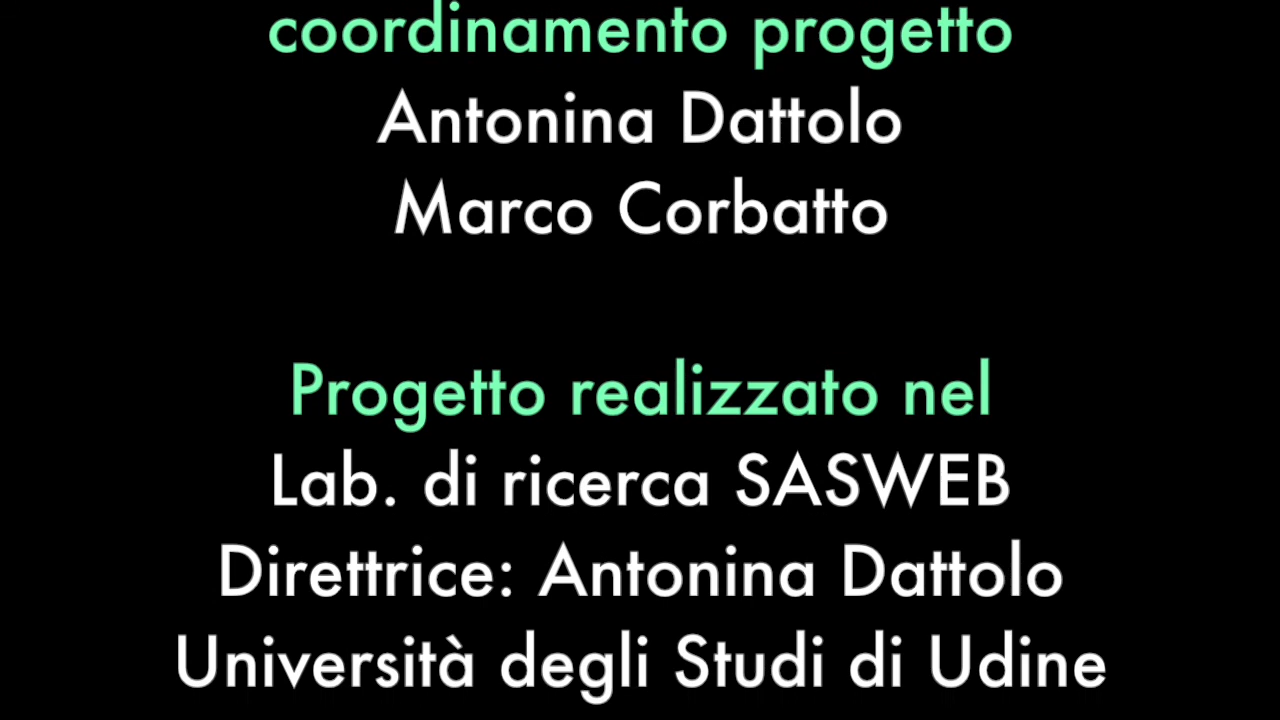 coordinamento progetto
Antonina Dattolo
Marco Corbatto
Progetto realizzato nel
Lab. di ricerca SASWEB
Direttrice: Antonina Dattolo
Università degli Studi di Udine